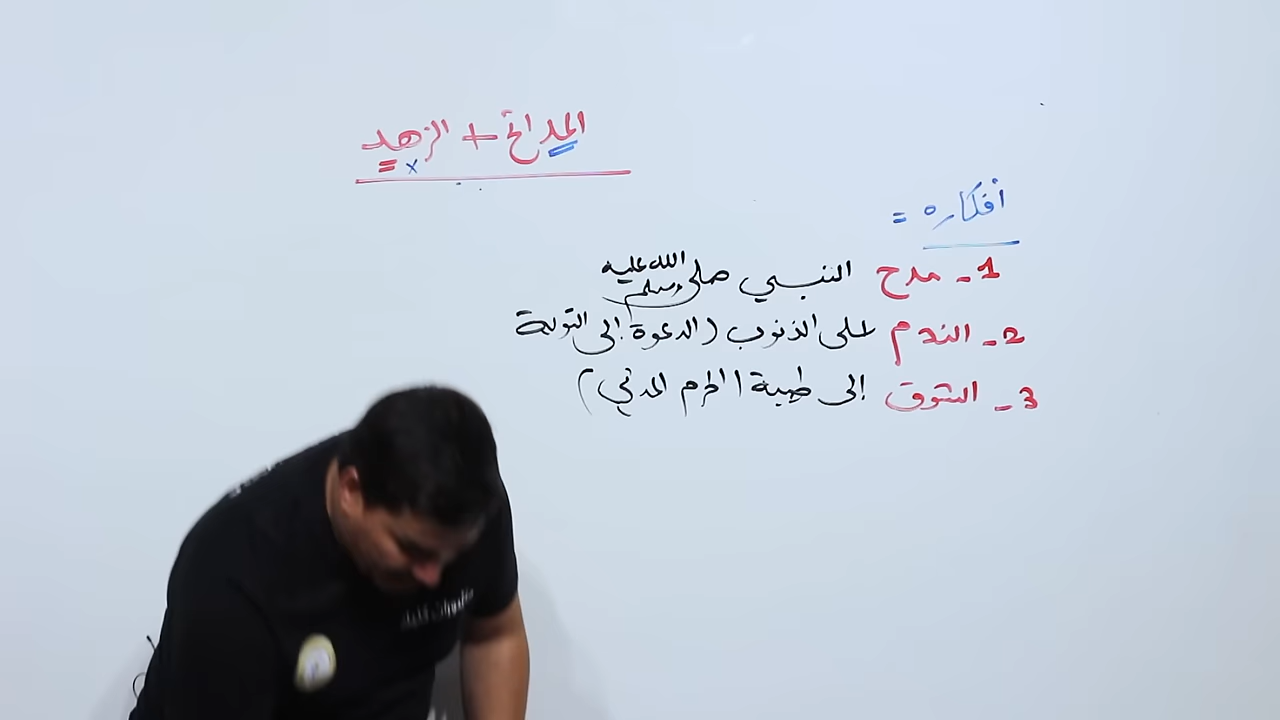 المدائح + الزهد
أفكاره =
1- مدح النبي صلى الله عليه وسلم
2- الندم على الذنوب (الدعوة إلى التوبة
3- الشوق إلى طيبة (الحرم المدني)